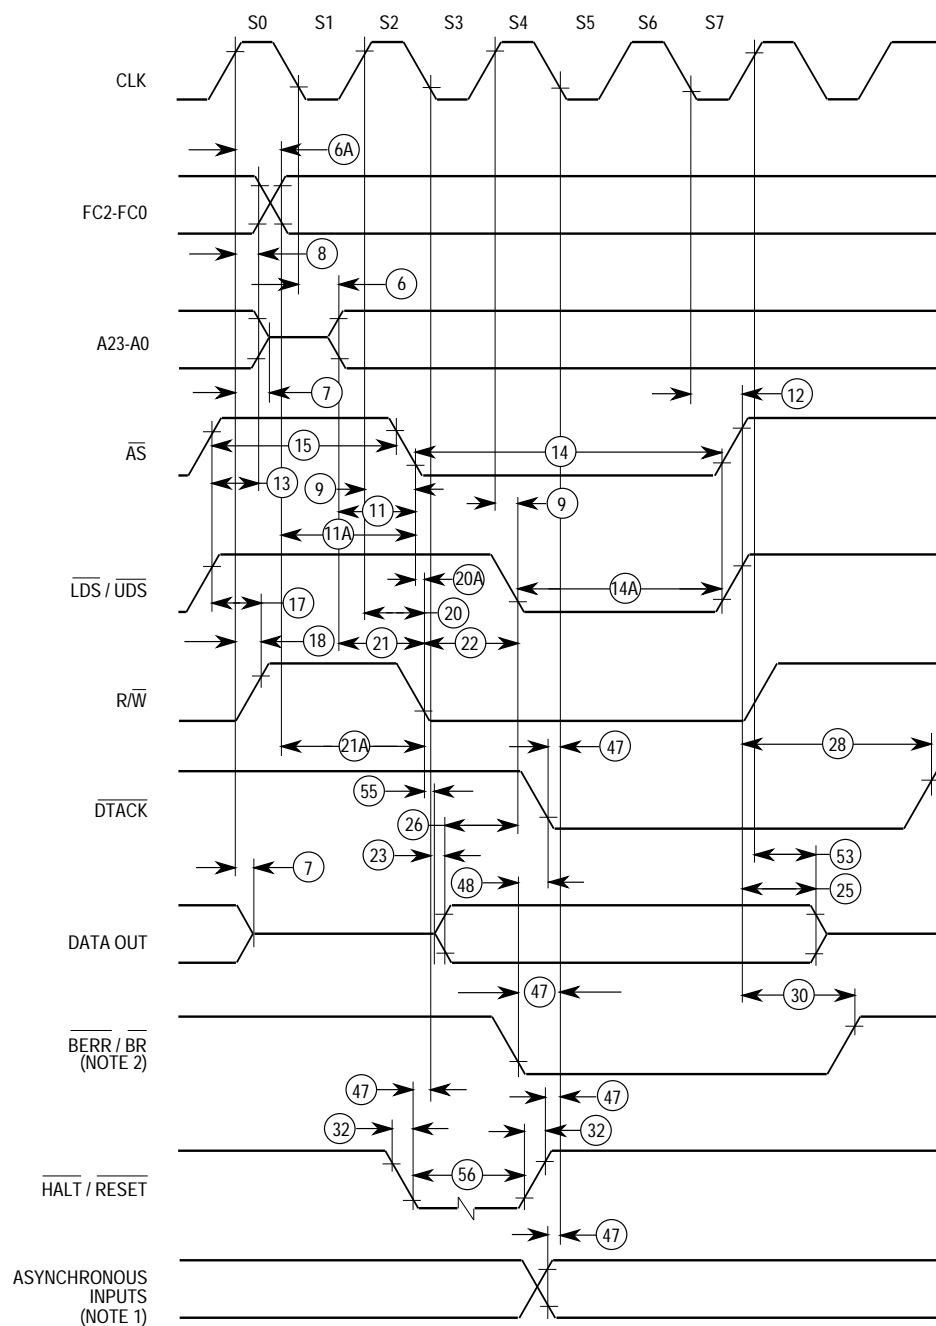 S0 S1 S2 S3 S4 S5 S6 S7
CLK
6A
FC2-FC0
8
6
A23-A0
7
12
AS
15
14
13
9
9
11
11A
20A
LDS / UDS
14A
17
20
18
21
22
R/W
21A
47
28
55
DTACK
26
23
53
7
48
25
DATA OUT
47
30
BERR / BR
(NOTE 2)
47
47
32
32
56
HALT / RESET
47
ASYNCHRONOUS
INPUTS
(NOTE 1)